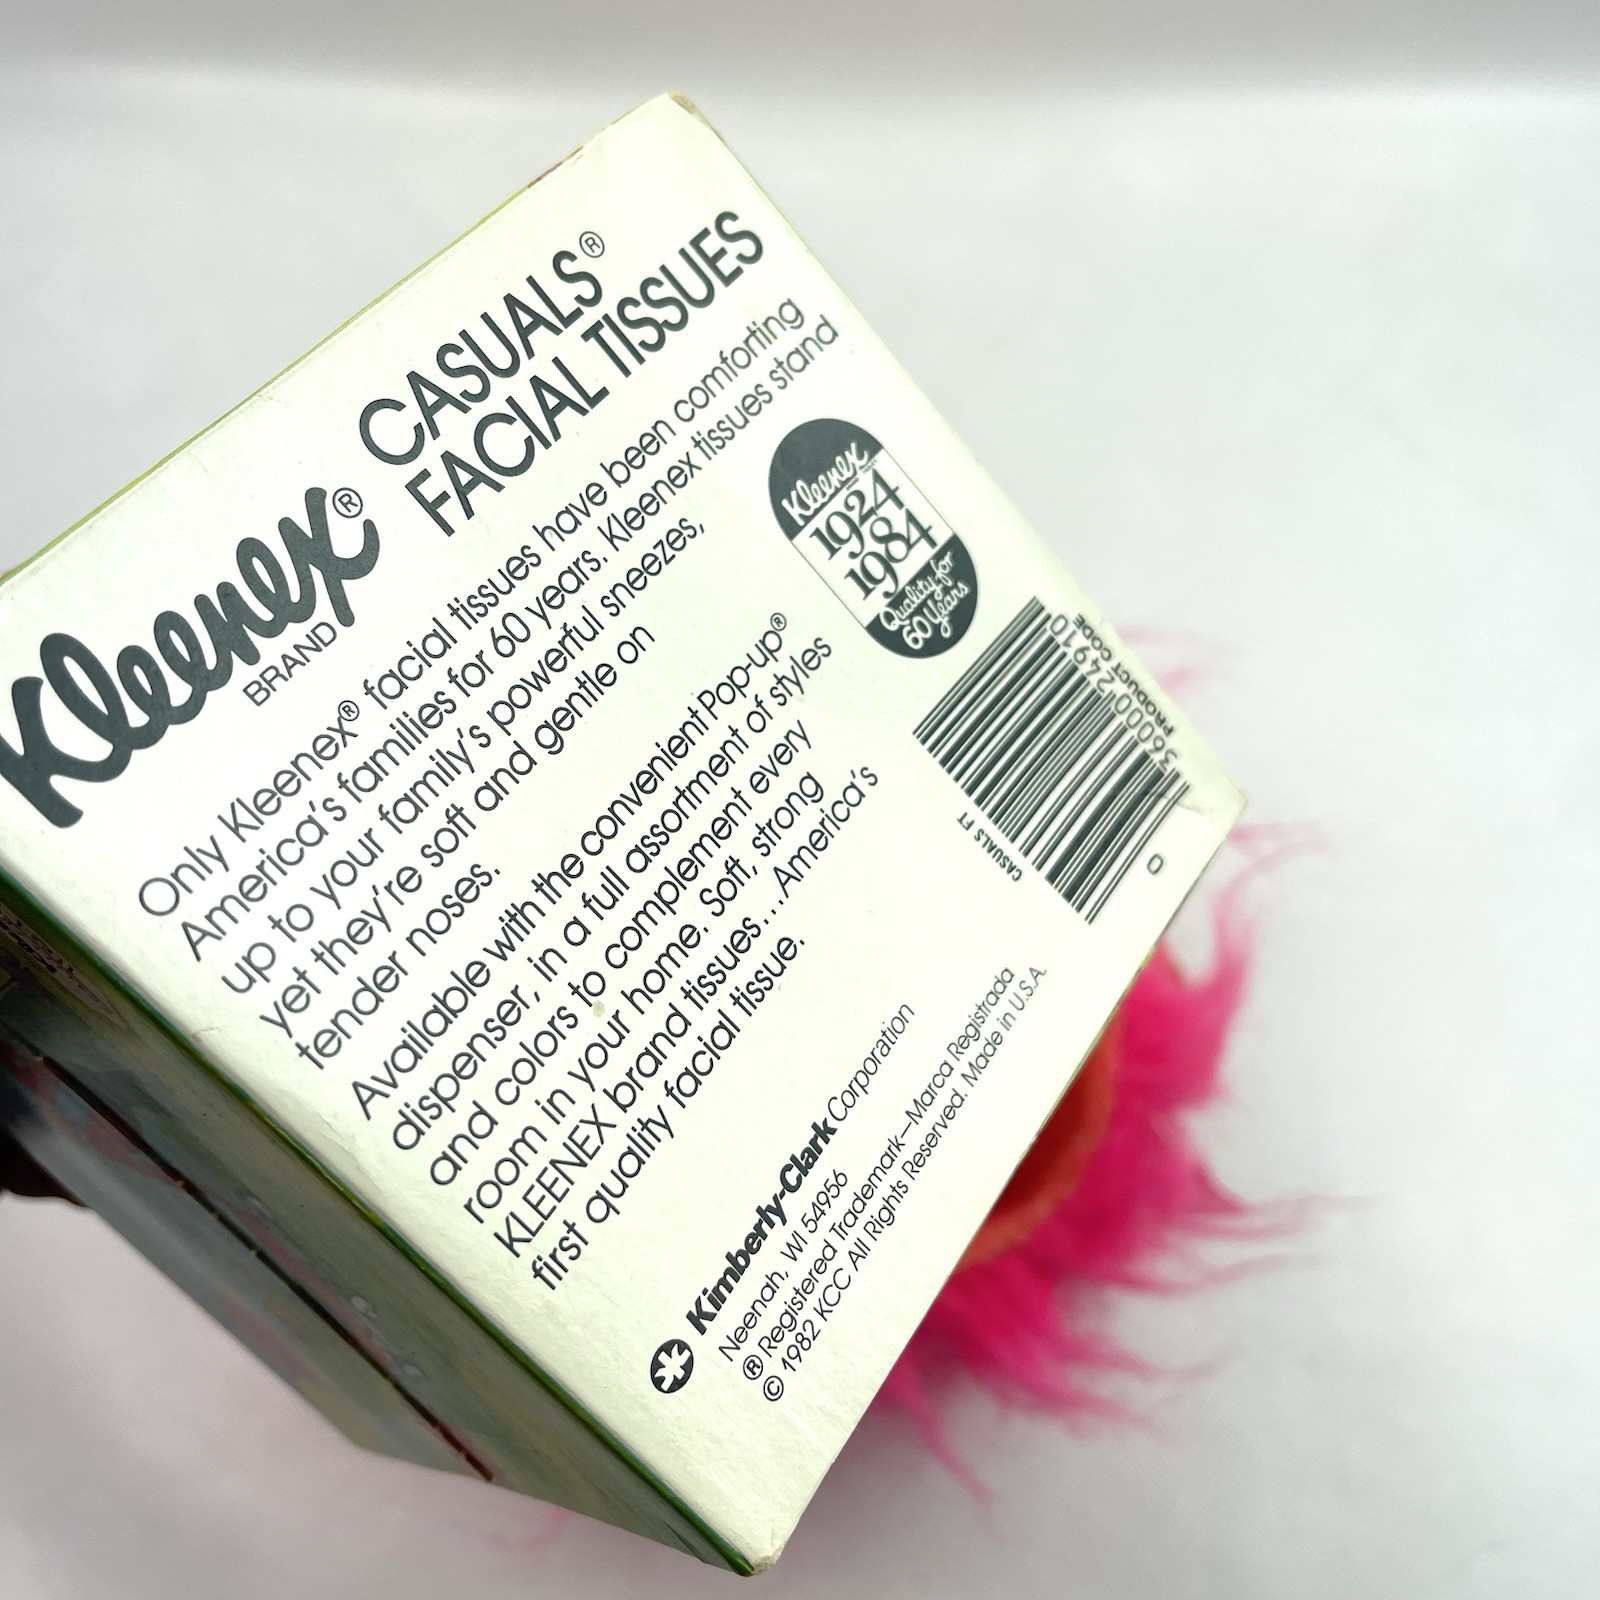 Kleenex®
BRAND
CASUALS®
FACIAL TISSUES
Only Kleenex® facial tissues have been comforting
America's families for 60 years. Kleenex tissues stand
up to your family's powerful sneezes,
yet they're soft and gentle on
tender noses.
Available with the convenient Pop-up®
dispenser, in a full assortment of styles
and colors to complement every
room in your home. Soft, strong
KLEENEX brand tissues...America's
first quality facial tissue.
Kleenex
1924
1984
Quality for
60 Years
CASUALS FT
36000 24910
PRODUCT CODE
0
Kimberly-Clark Corporation
Neenah, WI 54956
® Registered Trademark—Marca Registrada
© 1982 KCC All Rights Reserved. Made in U.S.A.